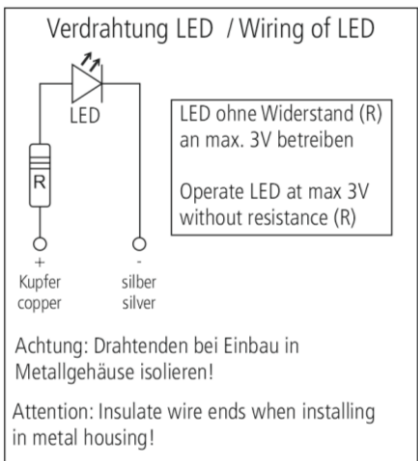 Verdrahtung LED / Wiring of LED
LED
LED ohne Widerstand (R)
an max. 3V betreiben
Operate LED at max 3V
without resistance (R)
R
+
-
Kupfer
copper
silber
silver
Achtung: Drahtenden bei Einbau in
Metallgehäuse isolieren!
Attention: Insulate wire ends when installing
in metal housing!